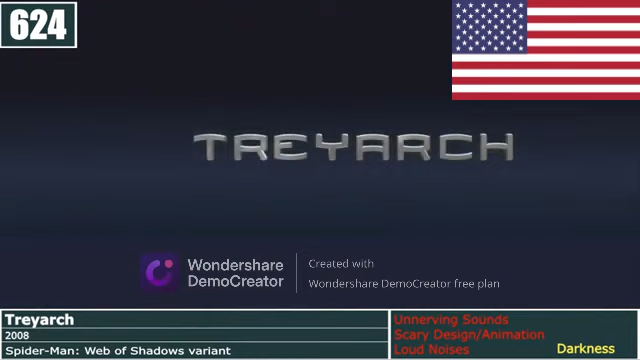 624
TREYARCH
Wondershare
DemoCreator
Created with
Wondershare DemoCreator free plan
Treyarch
2008
Spider-Man: Web of Shadows variant
Unnerving Sounds
Scary Design/Animation
Loud Noises
Darkness